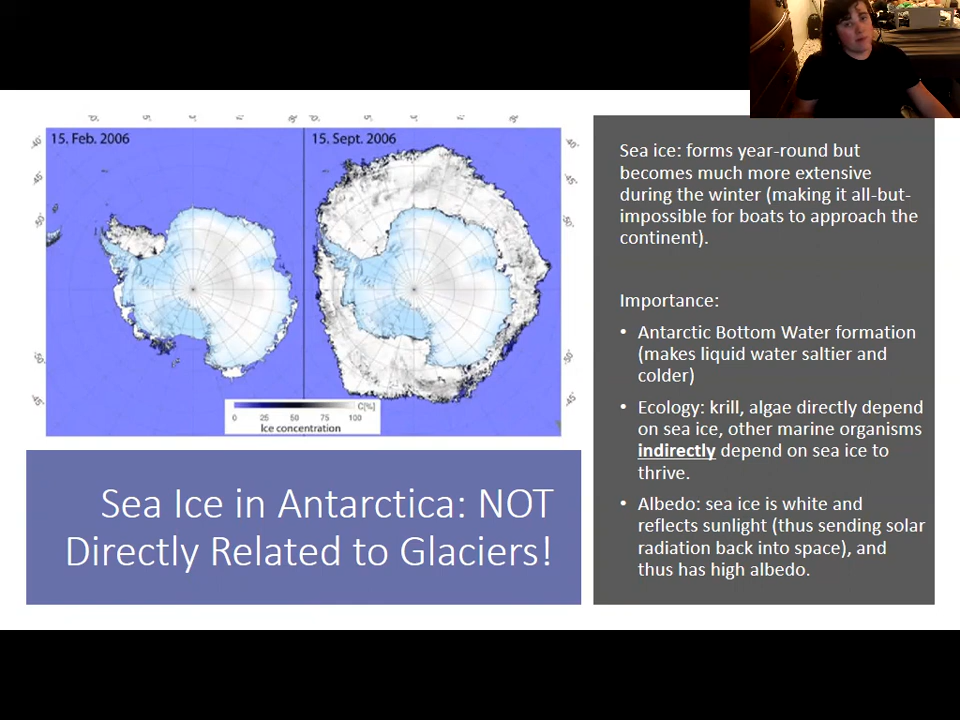 15. Feb. 2006
15. Sept. 2006
C[%]
0 25 50 75 100
Ice concentration
Sea Ice in Antarctica: NOT
Directly Related to Glaciers!
Sea ice: forms year-round but
becomes much more extensive
during the winter (making it all-but-
impossible for boats to approach the
continent).
Importance:
• Antarctic Bottom Water formation
(makes liquid water saltier and
colder)
• Ecology: krill, algae directly depend
on sea ice, other marine organisms
indirectly depend on sea ice to
thrive.
• Albedo: sea ice is white and
reflects sunlight (thus sending solar
radiation back into space), and
thus has high albedo.